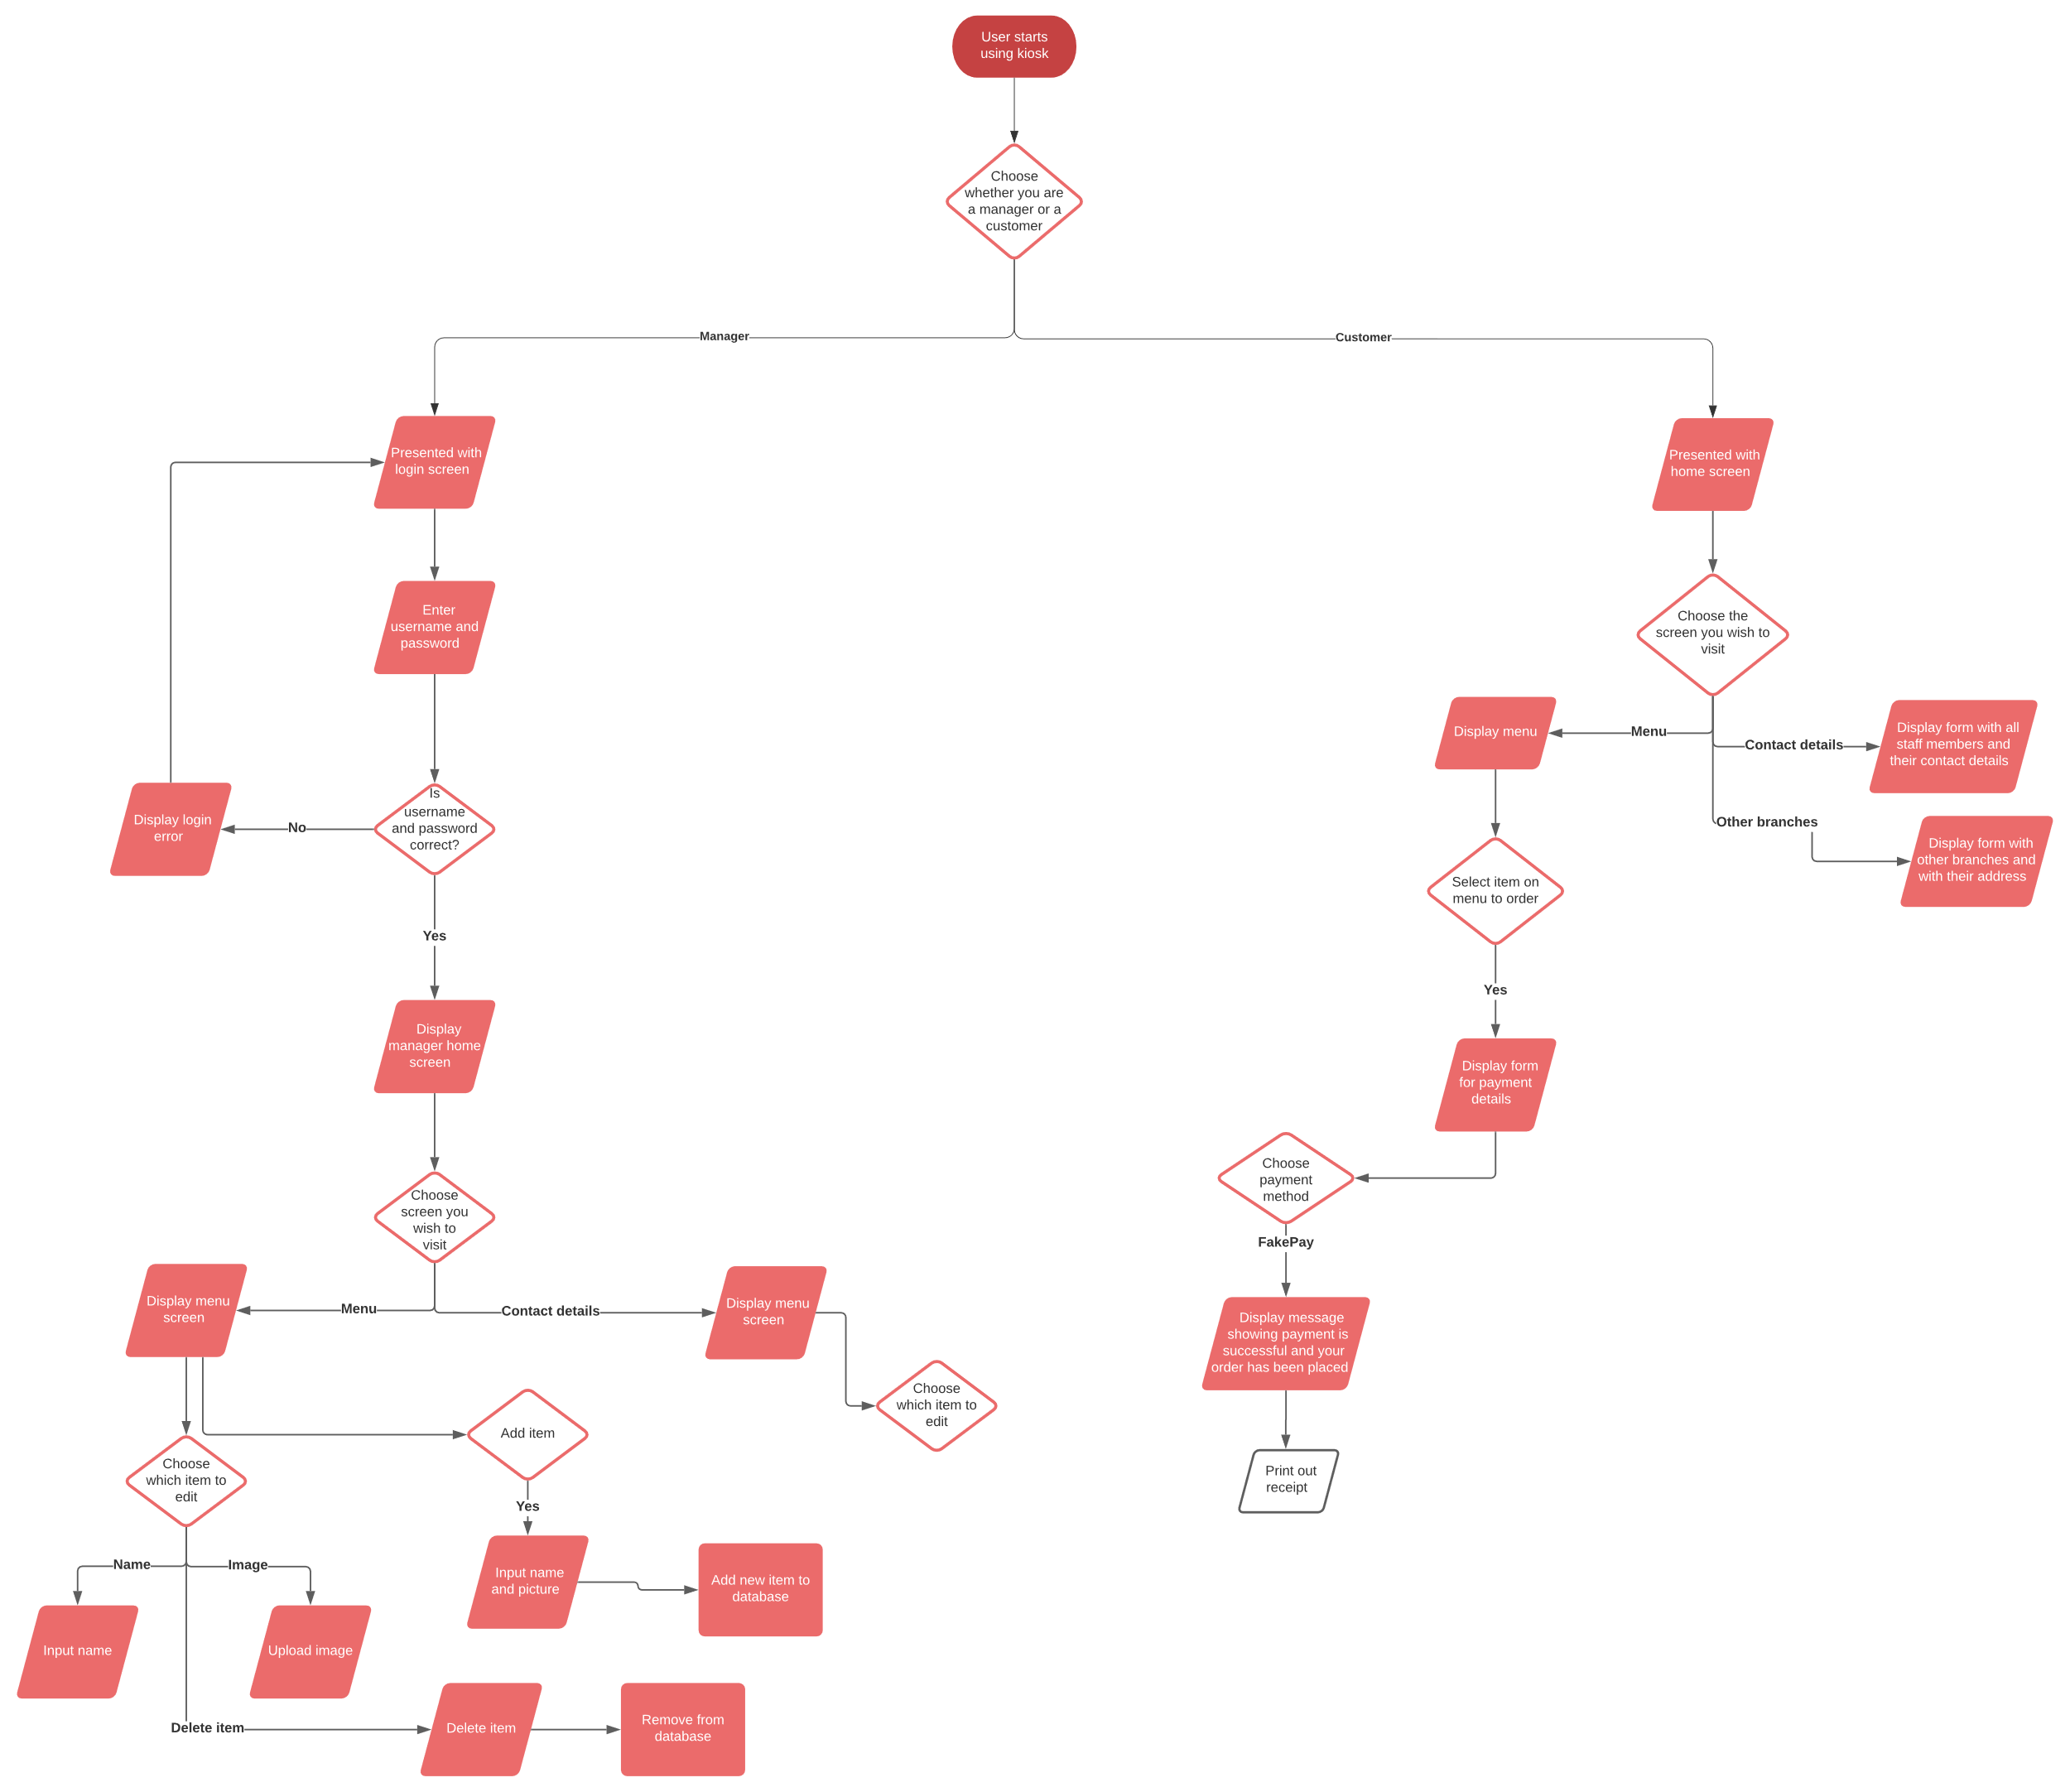 User starts
using kiosk
Choose
whether you are
a manager or a
customer
Manager
Customer
Presented with
login screen
Presented with
home screen
Enter
username and
password
Choose the
screen you wish to
visit
Display menu
Menu
Contact details
Display form with all
staff members and
their contact details
Other branches
Display form with
other branches and
with their address
Display login
error
No
Is
username
and password
correct?
Select item on
menu to order
Yes
Yes
Display
manager home
screen
Display form
for payment
details
Choose
payment
method
Choose
screen you
wish to
visit
FakePay
Display menu
screen
Menu
Contact details
Display menu
screen
Display message
showing payment is
successful and your
order has been placed
Choose
which item to
edit
Add item
Choose
which item to
edit
Print out
receipt
Yes
Name
Image
Input name
and picture
Add new item to
database
Input name
Upload image
Delete item
Delete item
Remove from
database